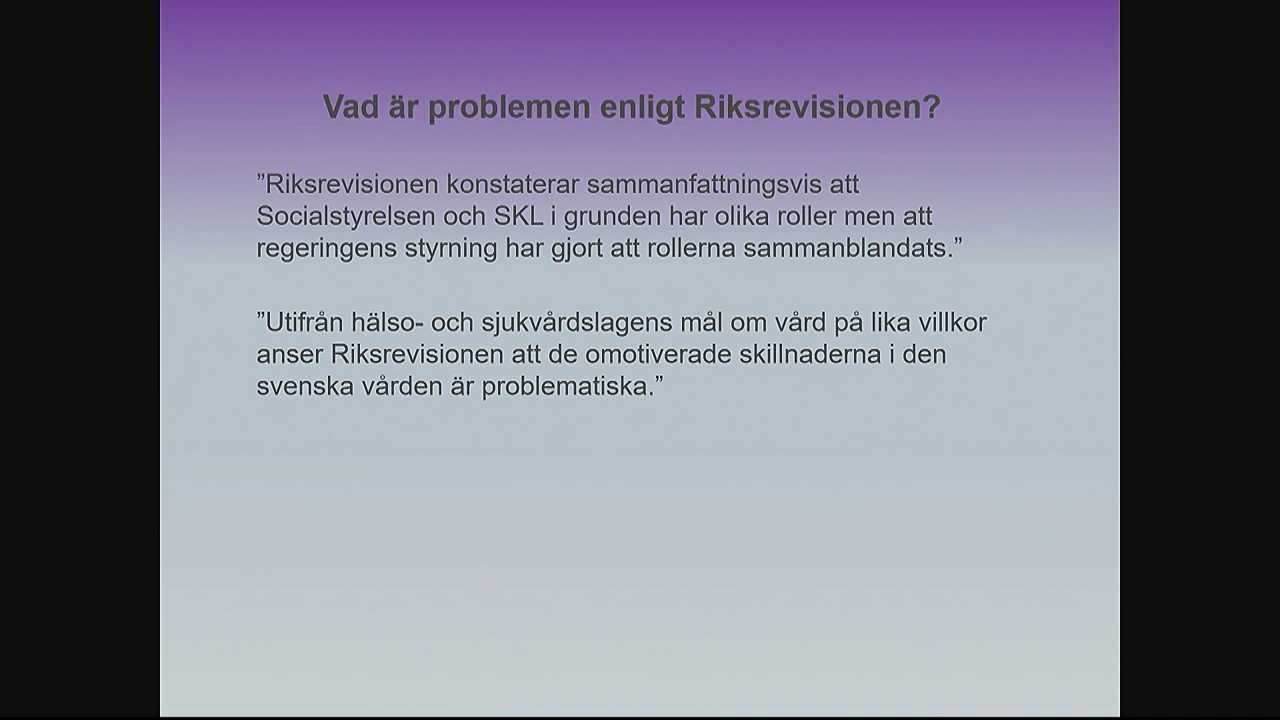 Vad är problemen enligt Riksrevisionen?
”Riksrevisionen konstaterar sammanfattningsvis att
Socialstyrelsen och SKL i grunden har olika roller men att
regeringens styrning har gjort att rollerna sammanblandats.”
”Utifrån hälso- och sjukvårdslagens mål om vård på lika villkor
anser Riksrevisionen att de omotiverade skillnaderna i den
svenska vården är problematiska.”